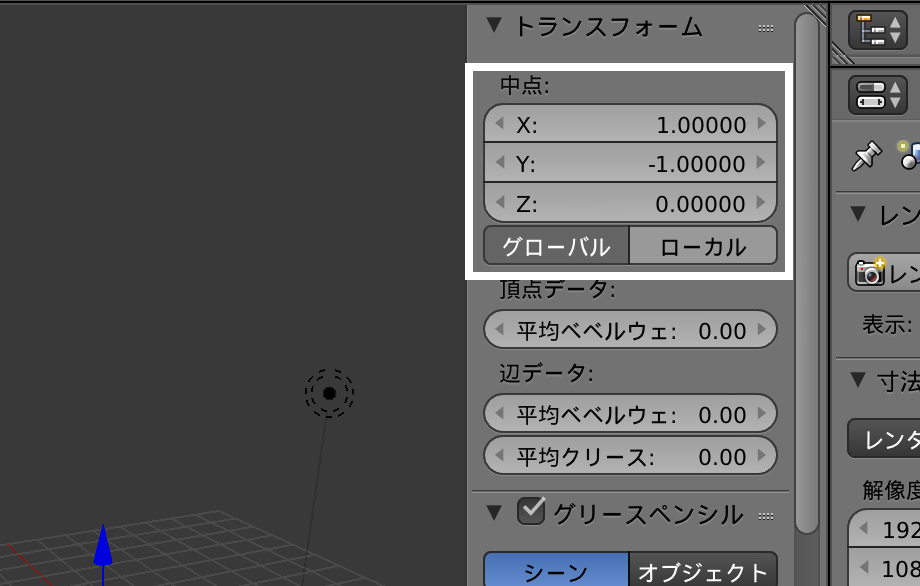 トランスフォーム
中点:
X: 1.00000
Y: -1.00000
Z: 0.00000
グローバル ローカル
頂点データ:
平均ベベルウェ: 0.00
辺データ:
平均ベベルウェ: 0.00
平均クリース: 0.00
グリースペンシル
シーン オブジェクト
レン
レン
表示:
寸法
レンダ
解像度
192
108